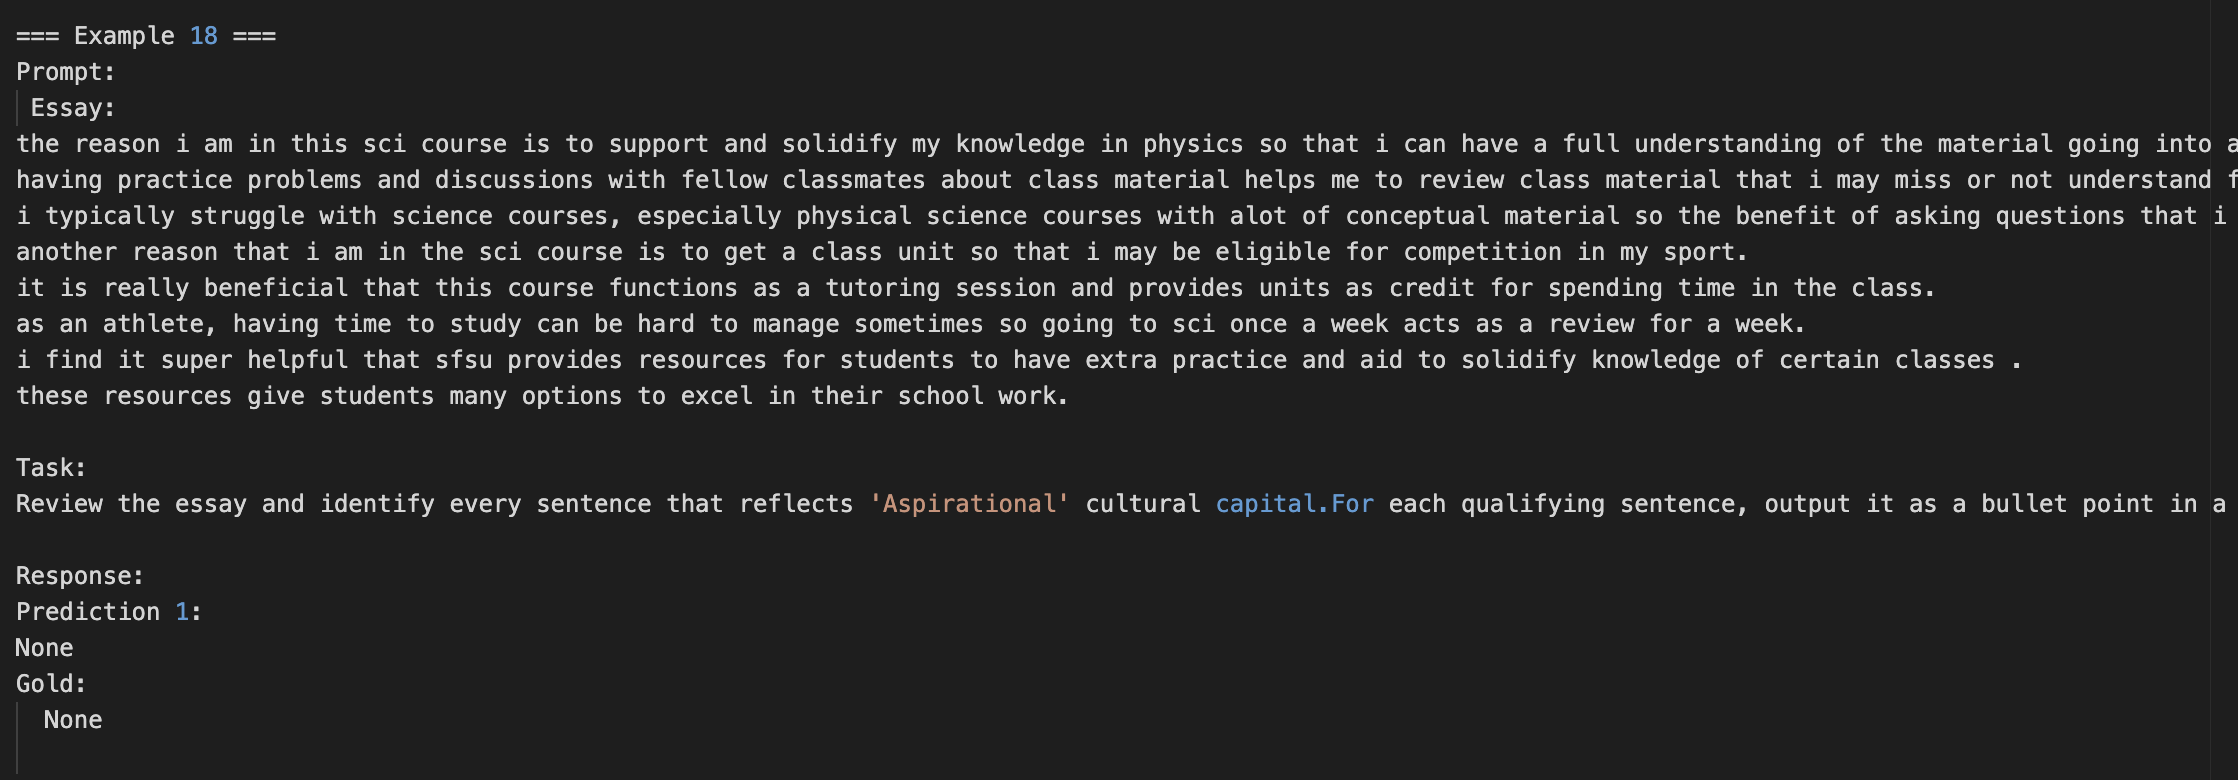 === Example 18 ===
Prompt:
Essay:
the reason i am in this sci course is to support and solidify my knowledge in physics so that i can have a full understanding of the material going into a
having practice problems and discussions with fellow classmates about class material helps me to review class material that i may miss or not understand f
i typically struggle with science courses, especially physical science courses with alot of conceptual material so the benefit of asking questions that i
another reason that i am in the sci course is to get a class unit so that i may be eligible for competition in my sport.
it is really beneficial that this course functions as a tutoring session and provides units as credit for spending time in the class.
as an athlete, having time to study can be hard to manage sometimes so going to sci once a week acts as a review for a week.
i find it super helpful that sfsu provides resources for students to have extra practice and aid to solidify knowledge of certain classes .
these resources give students many options to excel in their school work.
Task:
Review the essay and identify every sentence that reflects 'Aspirational' cultural capital.For each qualifying sentence, output it as a bullet point in a
Response:
Prediction 1:
None
Gold:
None